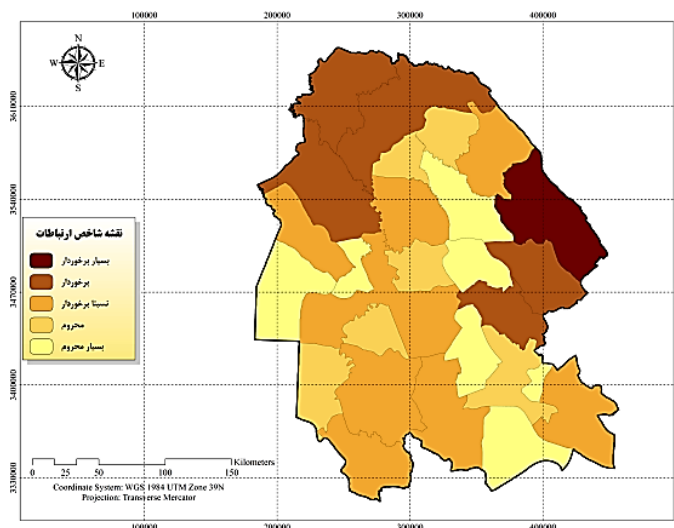 100000 200000 300000 400000
N
W E
S
3610000
3540000
3470000
3400000
3330000
نقشه شاخص ارتباطات
بسیار برخوردار
برخوردار
نسبتا برخوردار
محروم
بسیار محروم
0 25 50 100 150
Kilometers
Coordinate System: WGS 1984 UTM Zone 39N
Projection: Transverse Mercator
100000 200000 300000 400000